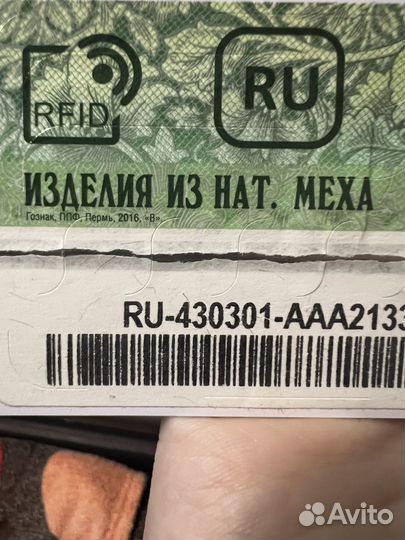 RFID
RU
ИЗДЕЛИЯ ИЗ НАТ. МЕХА
Гознак, ППФ, Пермь, 2016, «В».
RU-430301-AAA2133
Avito